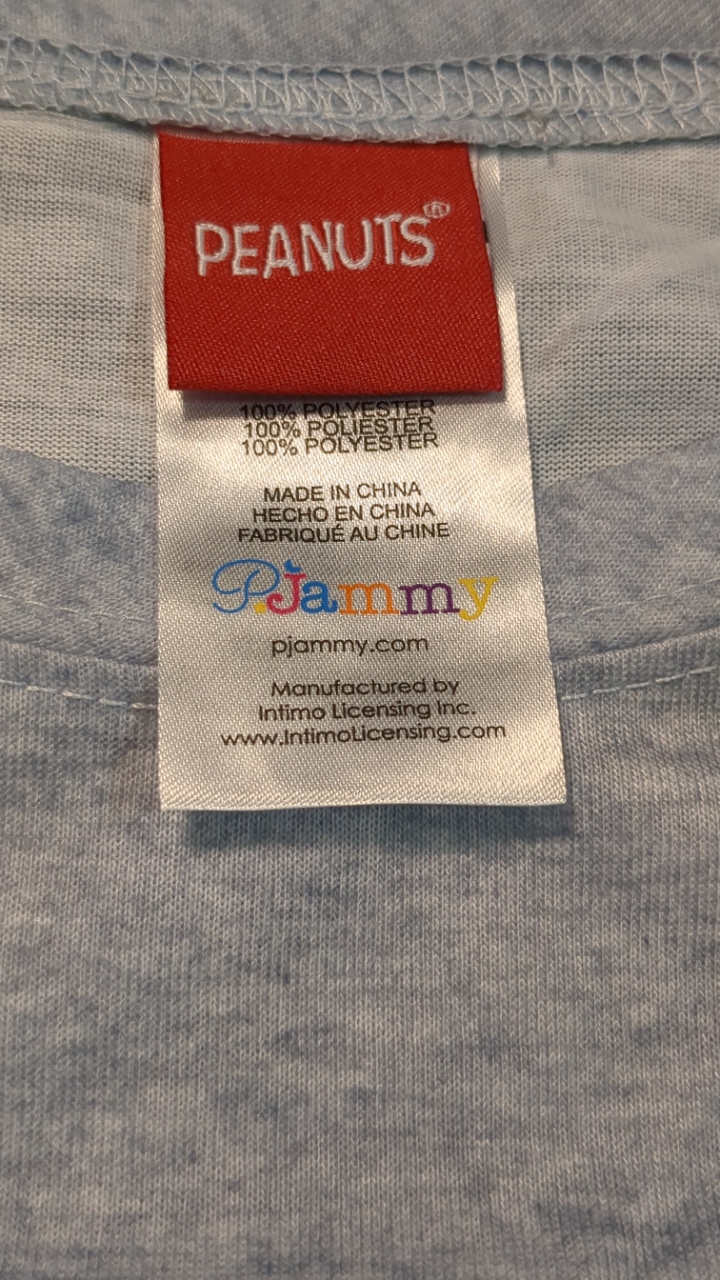 PEANUTS®
100% POLYESTER
100% POLIESTER
100% POLYESTER
MADE IN CHINA
HECHO EN CHINA
FABRIQUÉ AU CHINE
P.Jammy
pjammy.com
Manufactured by
Intimo Licensing Inc.
www.IntimoLicensing.com